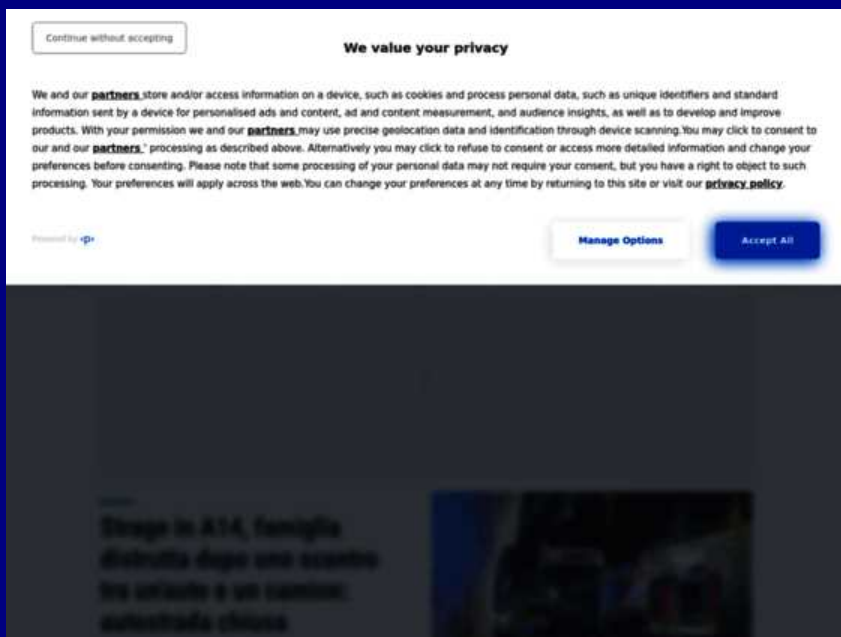 Continue without accepting
We value your privacy
We and our partners store and/or access information on a device, such as cookies and process personal data, such as unique identifiers and standard
information sent by a device for personalised ads and content, ad and content measurement, and audience insights, as well as to develop and improve
products. With your permission we and our partners may use precise geolocation data and identification through device scanning.You may click to consent to
our and our partners ’ processing as described above. Alternatively you may click to refuse to consent or access more detailed information and change your
preferences before consenting. Please note that some processing of your personal data may not require your consent, but you have a right to object to such
processing. Your preferences will apply across the web.You can change your preferences at any time by returning to this site or visit our privacy policy.
Powered by <p>
Manage Options
Accept All
Strage in A14, famiglia
distrutta dopo uno scontro
tra un'auto e un camion:
autostrada chiusa